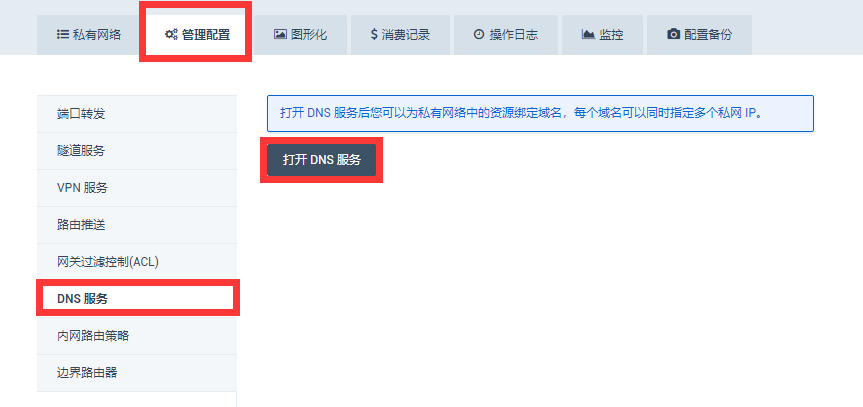 私有网络 管理配置 图形化 消费记录 操作日志 监控 配置备份
端口转发
隧道服务
VPN 服务
路由推送
网关过滤控制(ACL)
DNS 服务
内网路由策略
边界路由器
打开 DNS 服务后您可以为私有网络中的资源绑定域名，每个域名可以同时指定多个私网 IP。
打开 DNS 服务